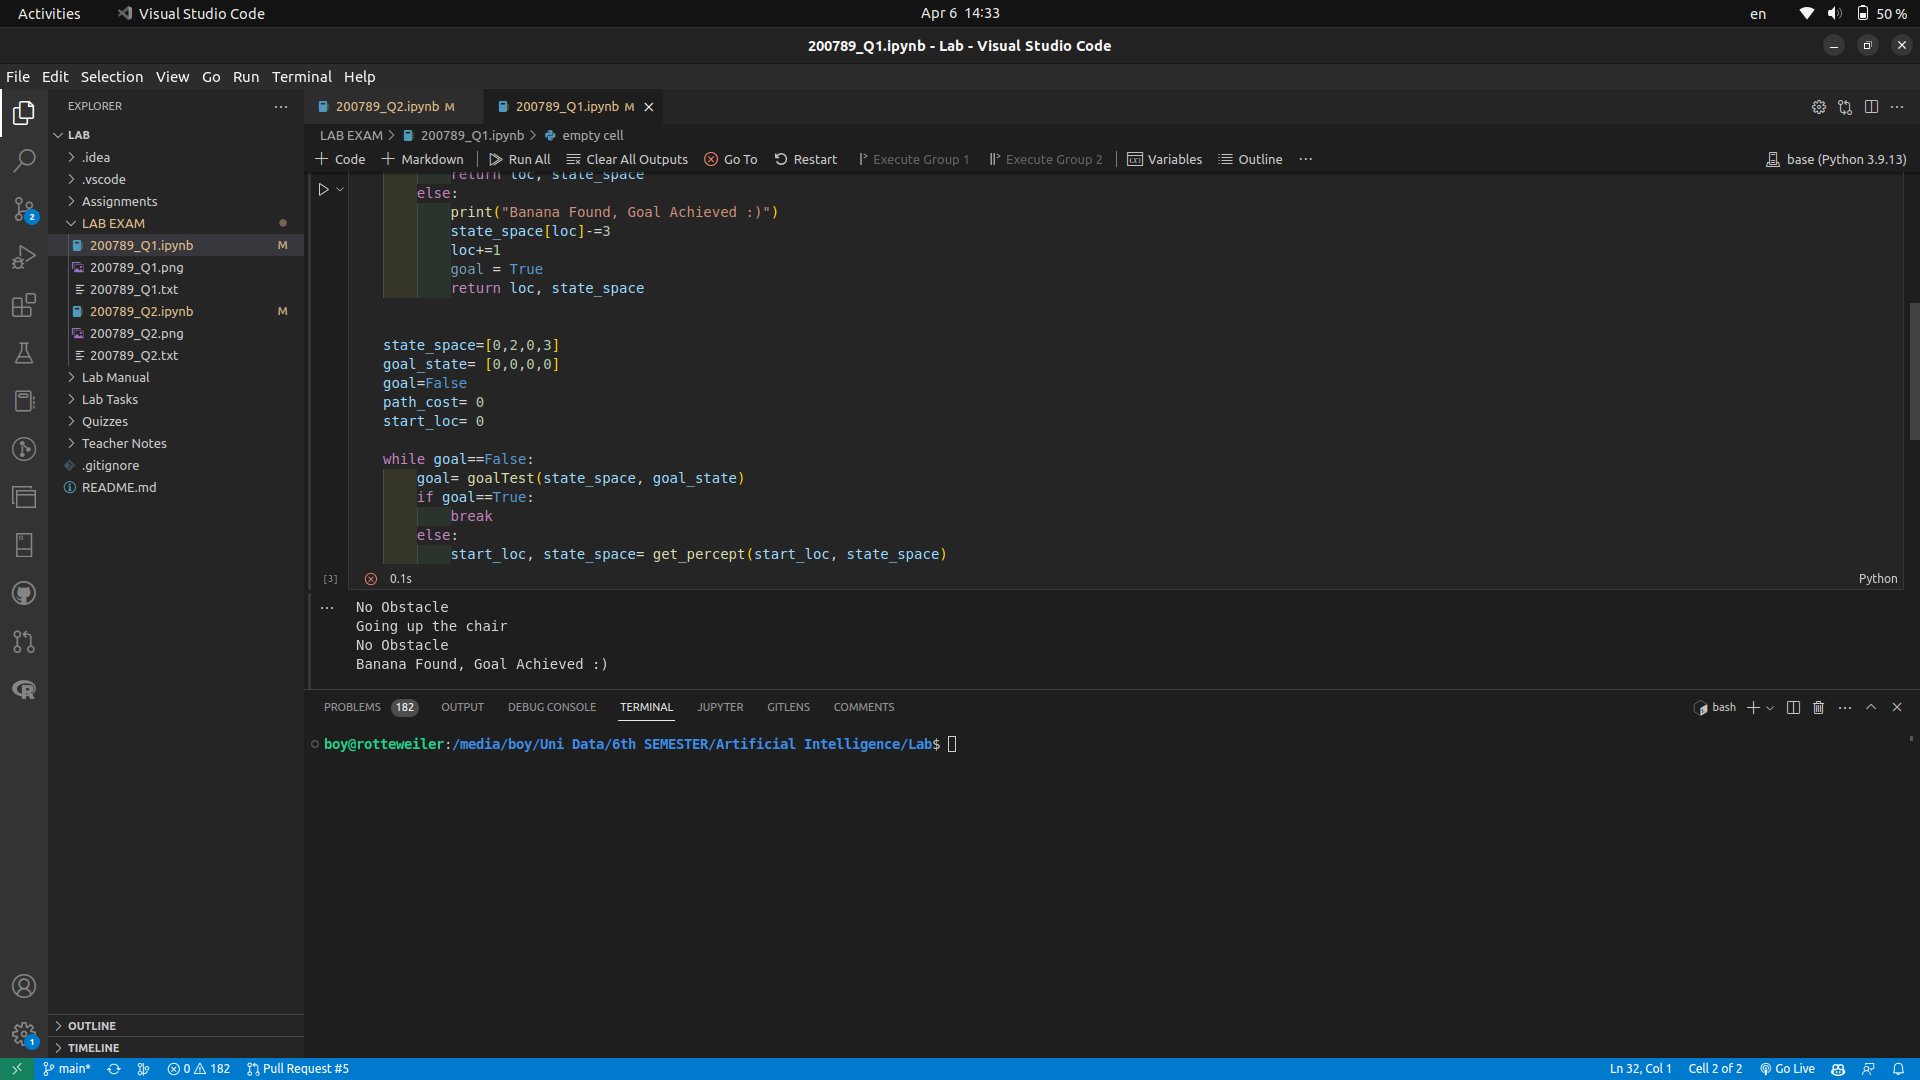 Activities
Visual Studio Code
Apr 6 14:33
en
50 %
200789_Q1.ipynb - Lab - Visual Studio Code
File Edit Selection View Go Run Terminal Help
EXPLORER
LAB
.idea
.vscode
Assignments
LAB EXAM
200789_Q1.ipynb M
200789_Q1.png
200789_Q1.txt
200789_Q2.ipynb M
200789_Q2.png
200789_Q2.txt
Lab Manual
Lab Tasks
Quizzes
Teacher Notes
.gitignore
README.md
OUTLINE
TIMELINE
2
1
200789_Q2.ipynb M
200789_Q1.ipynb M
LAB EXAM > 200789_Q1.ipynb > empty cell
+ Code + Markdown Run All Clear All Outputs Go To Restart Execute Group 1 Execute Group 2 Variables Outline ···
base (Python 3.9.13)
return loc, state_space
else:
print("Banana Found, Goal Achieved :)")
state_space[loc]-=3
loc+=1
goal = True
return loc, state_space
state_space=[0,2,0,3]
goal_state= [0,0,0,0]
goal=False
path_cost= 0
start_loc= 0
while goal==False:
goal= goalTest(state_space, goal_state)
if goal==True:
break
else:
start_loc, state_space= get_percept(start_loc, state_space)
[3] 0.1s Python
No Obstacle
Going up the chair
No Obstacle
Banana Found, Goal Achieved :)
PROBLEMS 182 OUTPUT DEBUG CONSOLE TERMINAL JUPYTER GITLENS COMMENTS
bash
boy@rotteweiler:/media/boy/Uni Data/6th SEMESTER/Artificial Intelligence/Lab$
main* 0 182 Pull Request #5
Ln 32, Col 1 Cell 2 of 2 Go Live